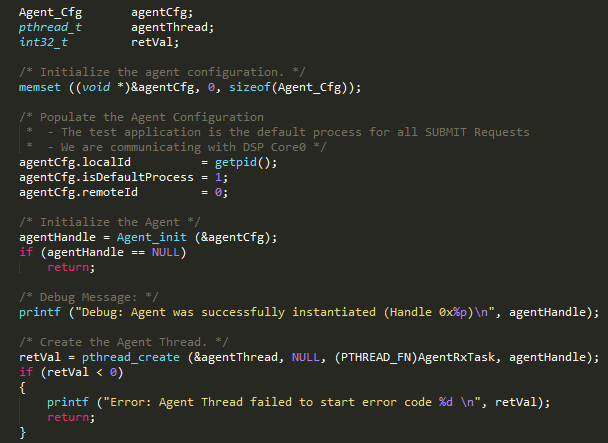 Agent_Cfg       agentCfg;
pthread_t       agentThread;
int32_t         retVal;

/* Initialize the agent configuration. */
memset ((void *)&agentCfg, 0, sizeof(Agent_Cfg));

/* Populate the Agent Configuration
 *  - The test application is the default process for all SUBMIT Requests
 *  - We are communicating with DSP Core0 */
agentCfg.localId          = getpid();
agentCfg.isDefaultProcess = 1;
agentCfg.remoteId         = 0;

/* Initialize the Agent */
agentHandle = Agent_init (&agentCfg);
if (agentHandle == NULL)
    return;

/* Debug Message: */
printf ("Debug: Agent was successfully instantiated (Handle 0x%p)\n", agentHandle);

/* Create the Agent Thread. */
retVal = pthread_create (&agentThread, NULL, (PTHREAD_FN)AgentRxTask, agentHandle);
if (retVal < 0)
{
    printf ("Error: Agent Thread failed to start error code %d \n", retVal);
    return;
}